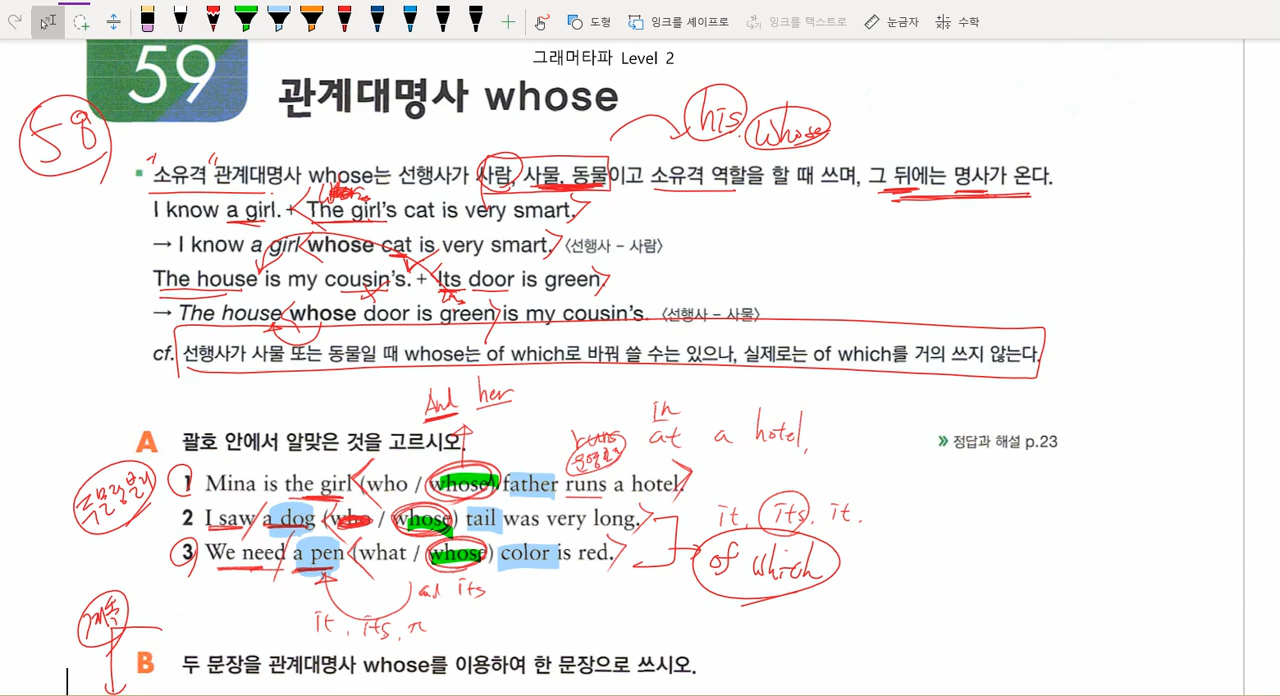 도형 잉크를 셰이프로 잉크를 텍스트로 눈금자 수학
그래머타파 Level 2
59 관계대명사 whose
58
his. whose
"소유격" 관계대명사 whose는 선행사가 사람, 사물, 동물이고 소유격 역할을 할 때 쓰며, 그 뒤에는 명사가 온다.
I know a girl. + The girl's cat is very smart.
→ I know a girl whose cat is very smart. 〈선행사 – 사람〉
The house is my cousin's. + Its door is green.
→ The house whose door is green is my cousin's. 〈선행사 – 사물〉
cf. 선행사가 사물 또는 동물일 때 whose는 of which로 바꿔 쓸 수는 있으나, 실제로는 of which를 거의 쓰지 않는다.
And her
in
at a hotel,
A 괄호 안에서 알맞은 것을 고르시오.
» 정답과 해설 p.23
runs
운영하다
1 Mina is the girl (who / whose) father runs a hotel.
2 I saw a dog (who / whose) tail was very long.
3 We need a pen (what / whose) color is red.
it, its, it.
of which
and its
it, its,
계속
B 두 문장을 관계대명사 whose를 이용하여 한 문장으로 쓰시오.